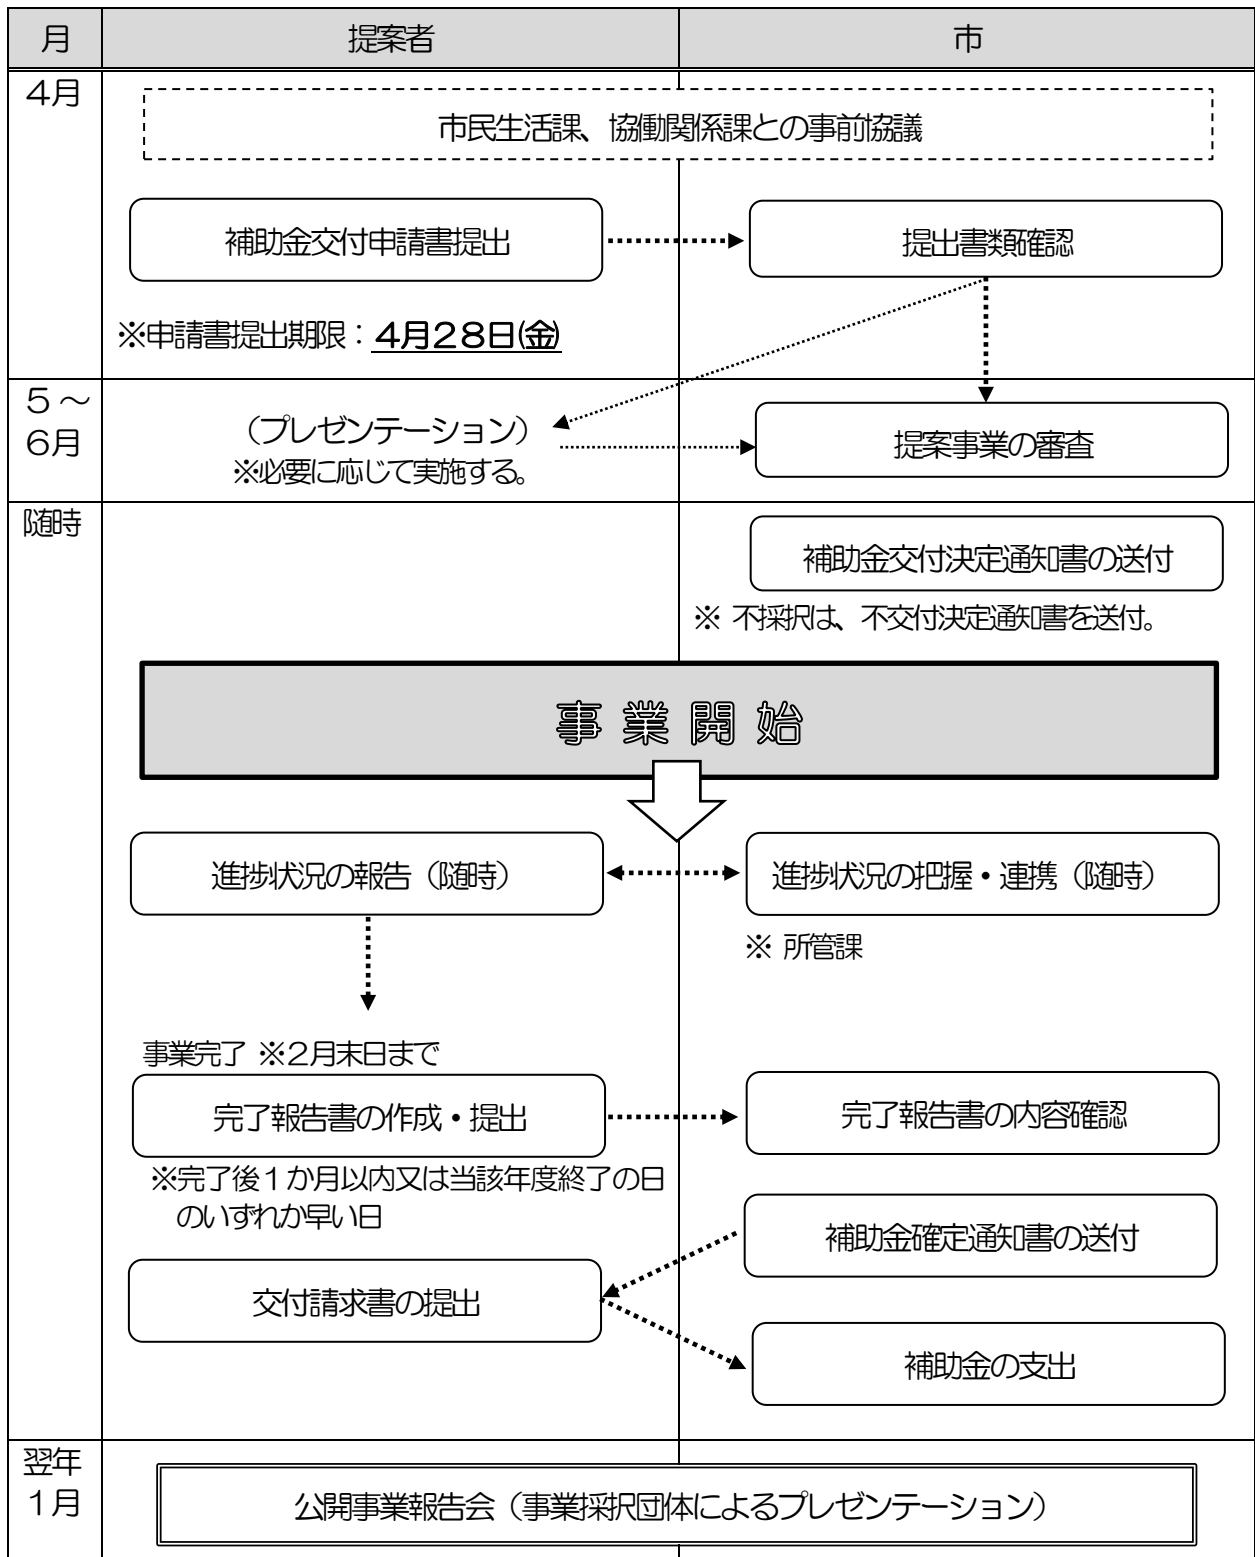 月
提案者
市
4月
市民生活課、協働関係課との事前協議
補助金交付申請書提出
提出書類確認
※申請書提出期限：4月28日(金)
5～
6月
（プレゼンテーション）
※必要に応じて実施する。
提案事業の審査
随時
補助金交付決定通知書の送付
※ 不採択は、不交付決定通知書を送付。
事業開始
進捗状況の報告（随時）
進捗状況の把握・連携（随時）
※ 所管課
事業完了 ※2月末日まで
完了報告書の作成・提出
完了報告書の内容確認
※完了後1か月以内又は当該年度終了の日
のいずれか早い日
補助金確定通知書の送付
交付請求書の提出
補助金の支出
翌年
1月
公開事業報告会（事業採択団体によるプレゼンテーション）